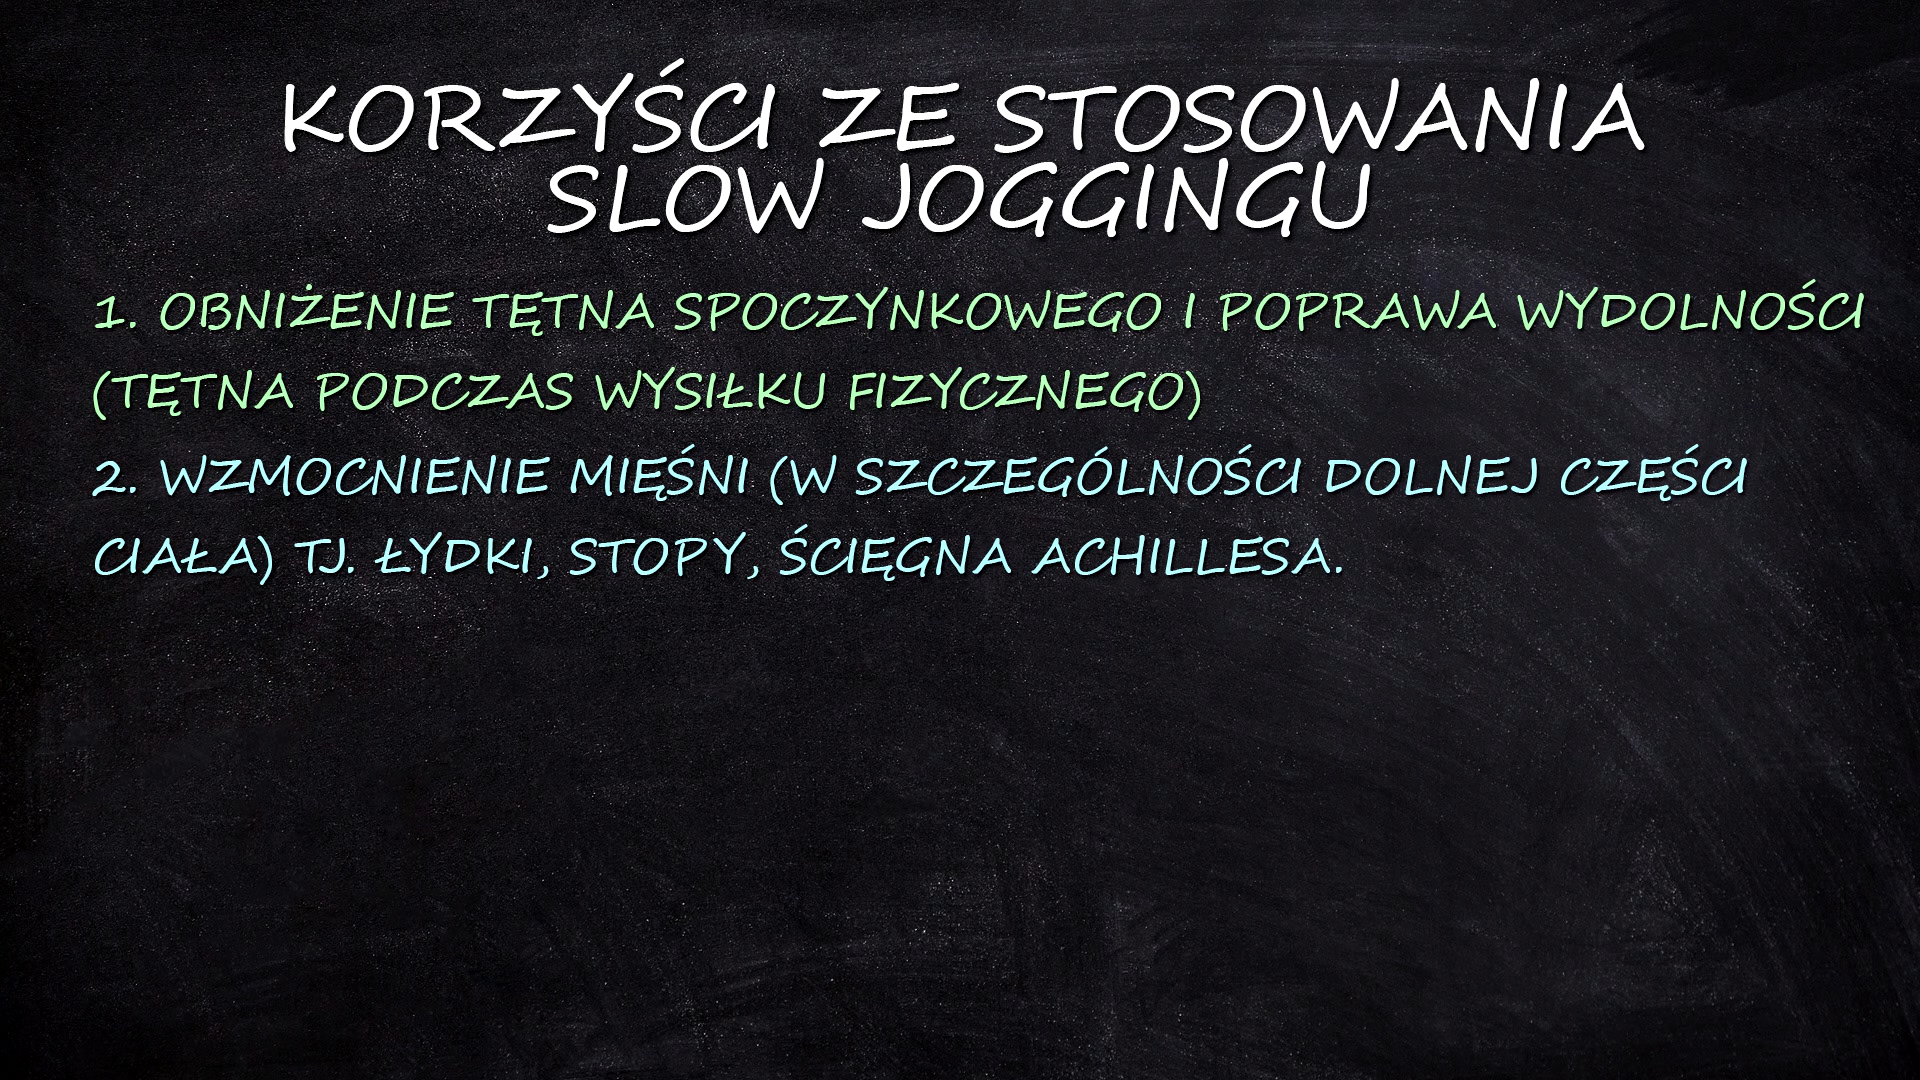 KORZYŚCI ZE STOSOWANIA
SLOW JOGGINGU
1. OBNIŻENIE TĘTNA SPOCZYNKOWEGO I POPRAWA WYDOLNOŚCI
(TĘTNA PODCZAS WYSIŁKU FIZYCZNEGO)
2. WZMOCNIENIE MIĘŚNI (W SZCZEGÓLNOŚCI DOLNEJ CZĘŚCI
CIAŁA) TJ. ŁYDKI, STOPY, ŚCIĘGNA ACHILLESA.